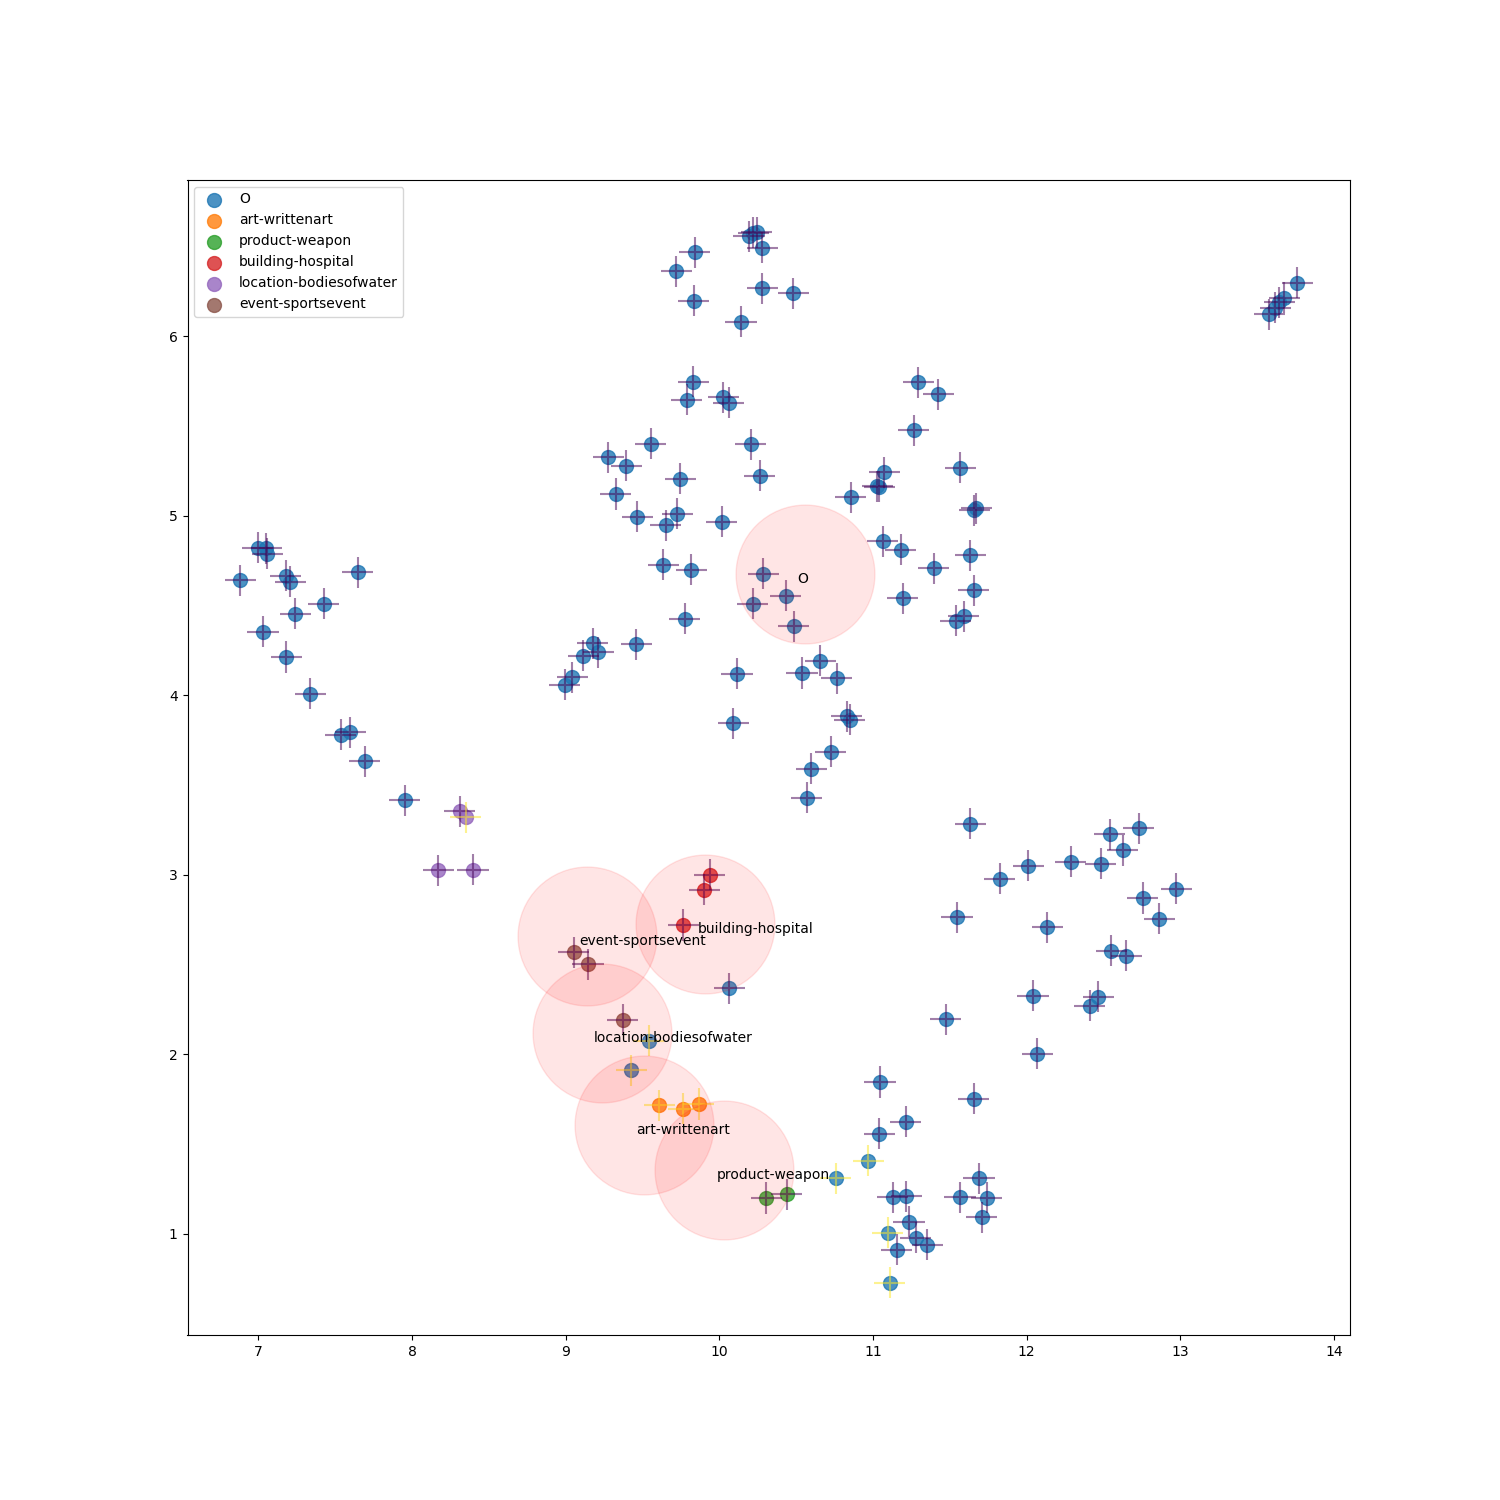 O
art-writtenart
product-weapon
building-hospital
location-bodiesofwater
event-sportsevent
6
5
O
4
3
building-hospital
event-sportsevent
2
location-bodiesofwater
art-writtenart
product-weapon
1
7 8 9 10 11 12 13 14